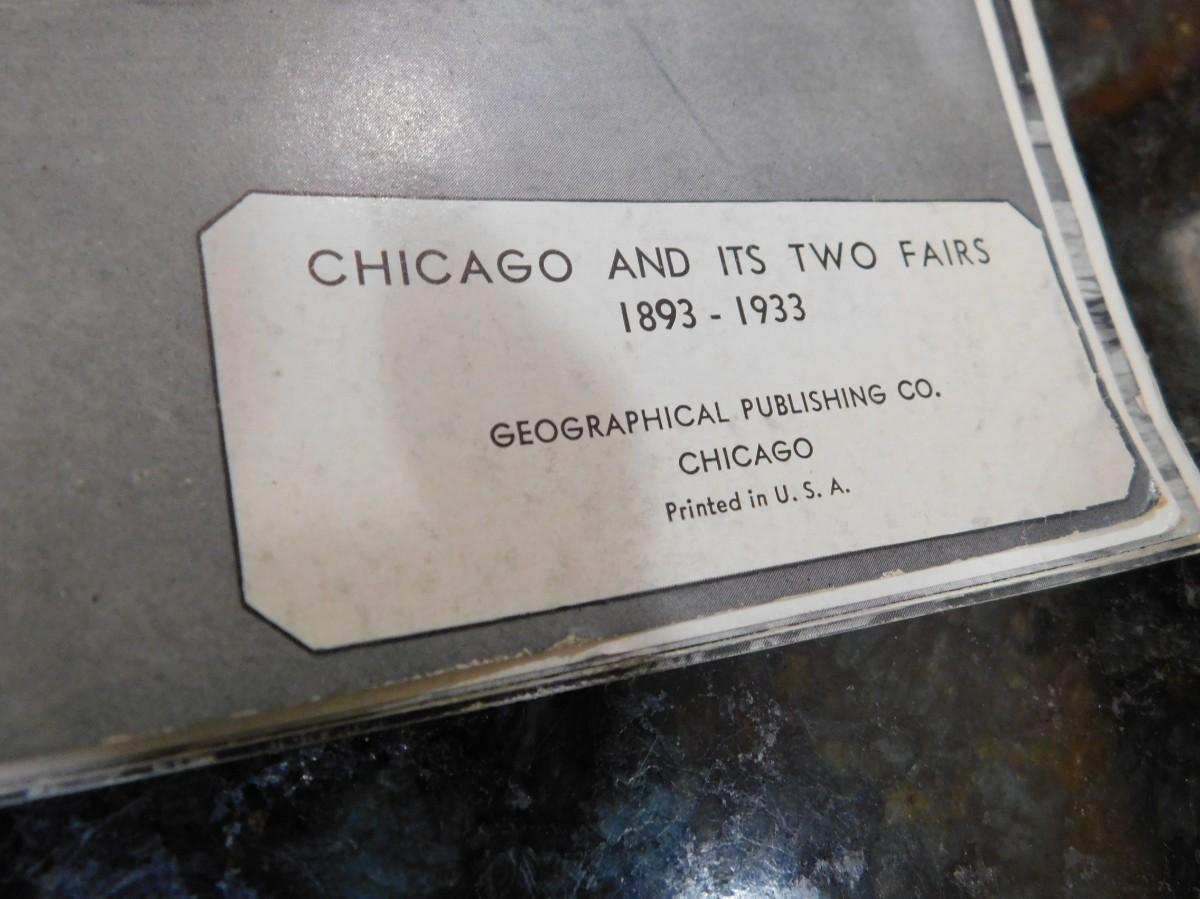 CHICAGO AND ITS TWO FAIRS
1893 - 1933
GEOGRAPHICAL PUBLISHING CO.
CHICAGO
Printed in U. S. A.